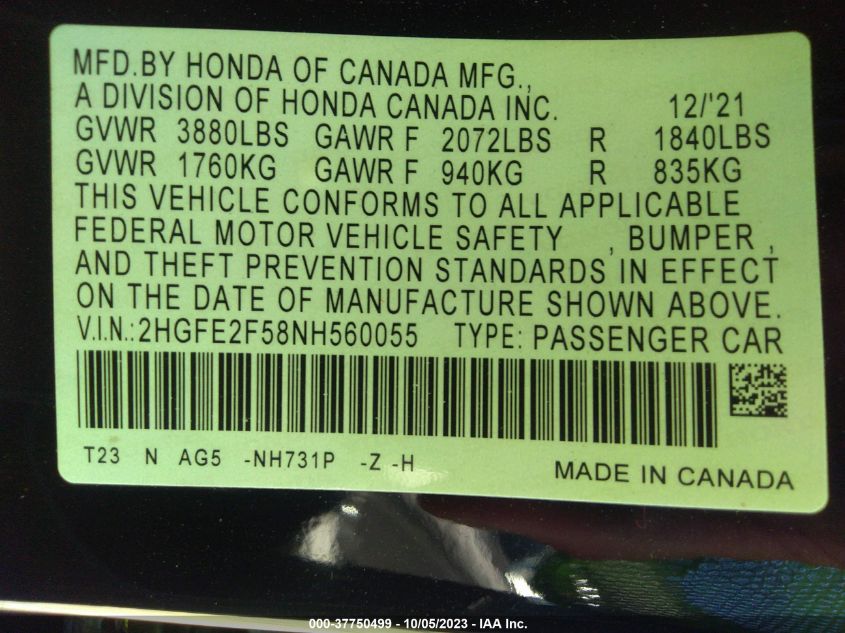 MFD.BY HONDA OF CANADA MFG.,
A DIVISION OF HONDA CANADA INC. 12/'21
GVWR 3880LBS GAWR F 2072LBS R 1840LBS
GVWR 1760KG GAWR F 940KG R 835KG
THIS VEHICLE CONFORMS TO ALL APPLICABLE
FEDERAL MOTOR VEHICLE SAFETY , BUMPER ,
AND THEFT PREVENTION STANDARDS IN EFFECT
ON THE DATE OF MANUFACTURE SHOWN ABOVE.
V.I.N.:2HGFE2F58NH560055 TYPE: PASSENGER CAR
T23 N AG5 -NH731P -Z -H
MADE IN CANADA
000-37750499 - 10/05/2023 - IAA Inc.